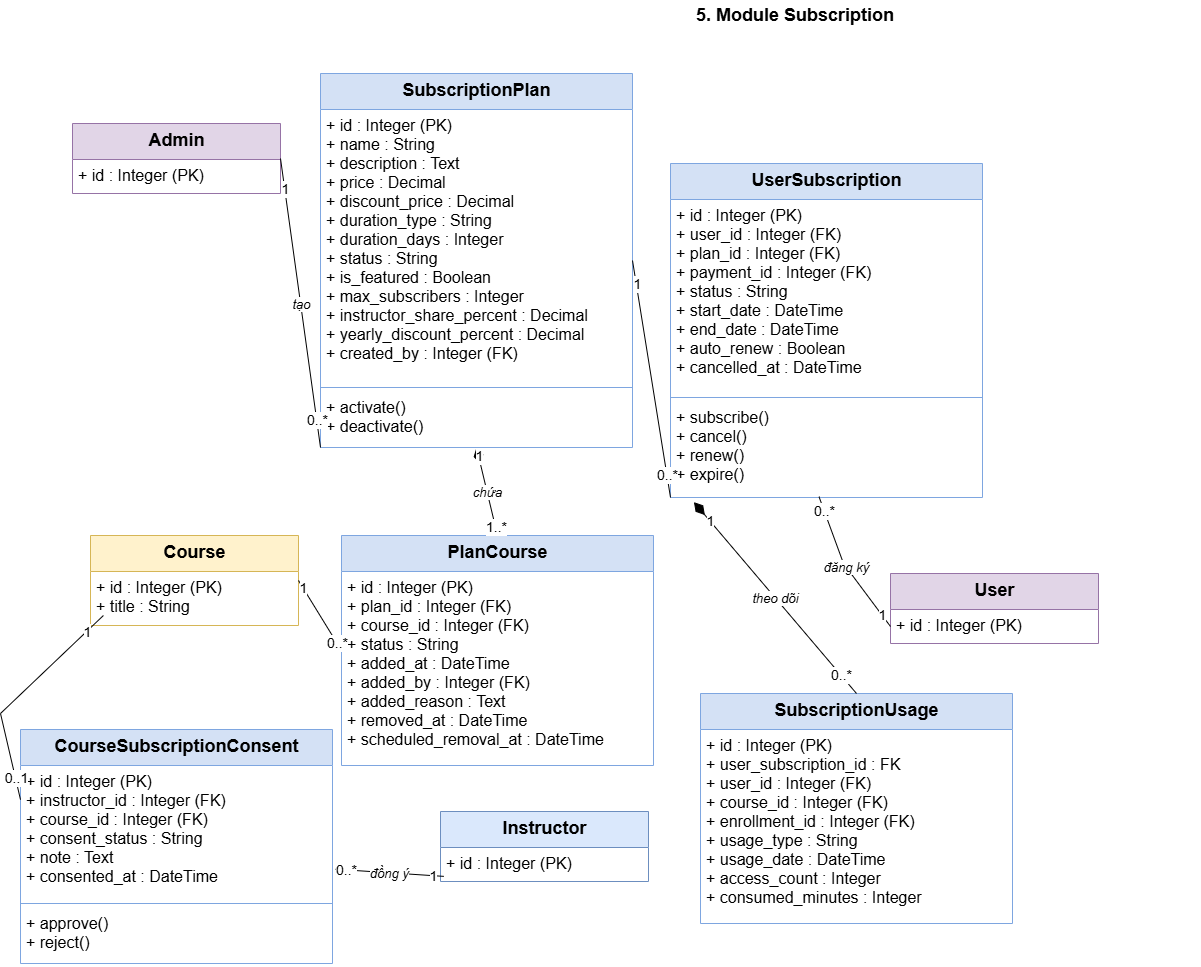 5. Module Subscription
SubscriptionPlan
+ id : Integer (PK)
+ name : String
+ description : Text
+ price : Decimal
+ discount_price : Decimal
+ duration_type : String
+ duration_days : Integer
+ status : String
+ is_featured : Boolean
+ max_subscribers : Integer
+ instructor_share_percent : Decimal
+ yearly_discount_percent : Decimal
+ created_by : Integer (FK)
+ activate()
+ deactivate()
Admin
+ id : Integer (PK)
1
tạo
0..*
UserSubscription
+ id : Integer (PK)
+ user_id : Integer (FK)
+ plan_id : Integer (FK)
+ payment_id : Integer (FK)
+ status : String
+ start_date : DateTime
+ end_date : DateTime
+ auto_renew : Boolean
+ cancelled_at : DateTime
+ subscribe()
+ cancel()
+ renew()
+ expire()
1
0..*
1
chứa
1..*
Course
+ id : Integer (PK)
+ title : String
1
0..*
PlanCourse
+ id : Integer (PK)
+ plan_id : Integer (FK)
+ course_id : Integer (FK)
+ status : String
+ added_at : DateTime
+ added_by : Integer (FK)
+ added_reason : Text
+ removed_at : DateTime
+ scheduled_removal_at : DateTime
0..*
đăng ký
1
User
+ id : Integer (PK)
1
theo dõi
0..*
SubscriptionUsage
+ id : Integer (PK)
+ user_subscription_id : FK
+ user_id : Integer (FK)
+ course_id : Integer (FK)
+ enrollment_id : Integer (FK)
+ usage_type : String
+ usage_date : DateTime
+ access_count : Integer
+ consumed_minutes : Integer
1
0..1
CourseSubscriptionConsent
+ id : Integer (PK)
+ instructor_id : Integer (FK)
+ course_id : Integer (FK)
+ consent_status : String
+ note : Text
+ consented_at : DateTime
+ approve()
+ reject()
0..*
đồng ý
1
Instructor
+ id : Integer (PK)